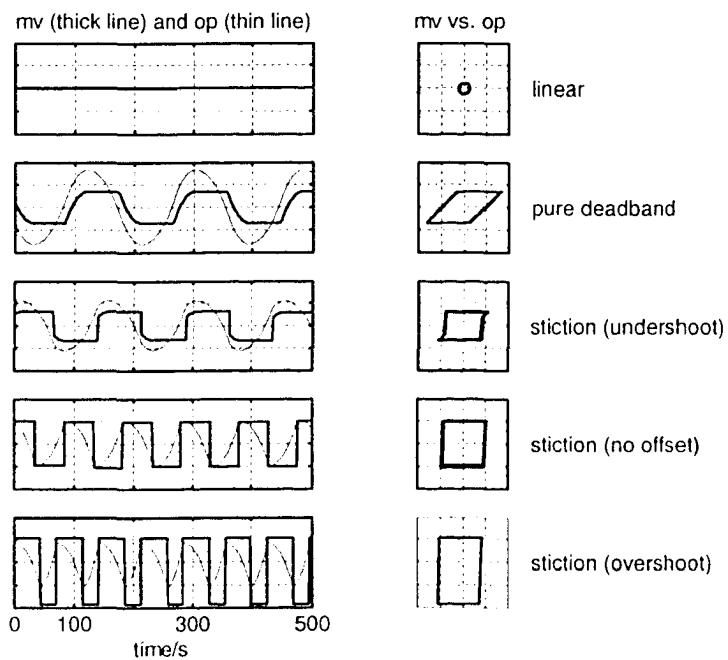 mv (thick line) and op (thin line)
mv vs. op
linear
pure deadband
stiction (undershoot)
stiction (no offset)
stiction (overshoot)
0 100 300 500
time/s